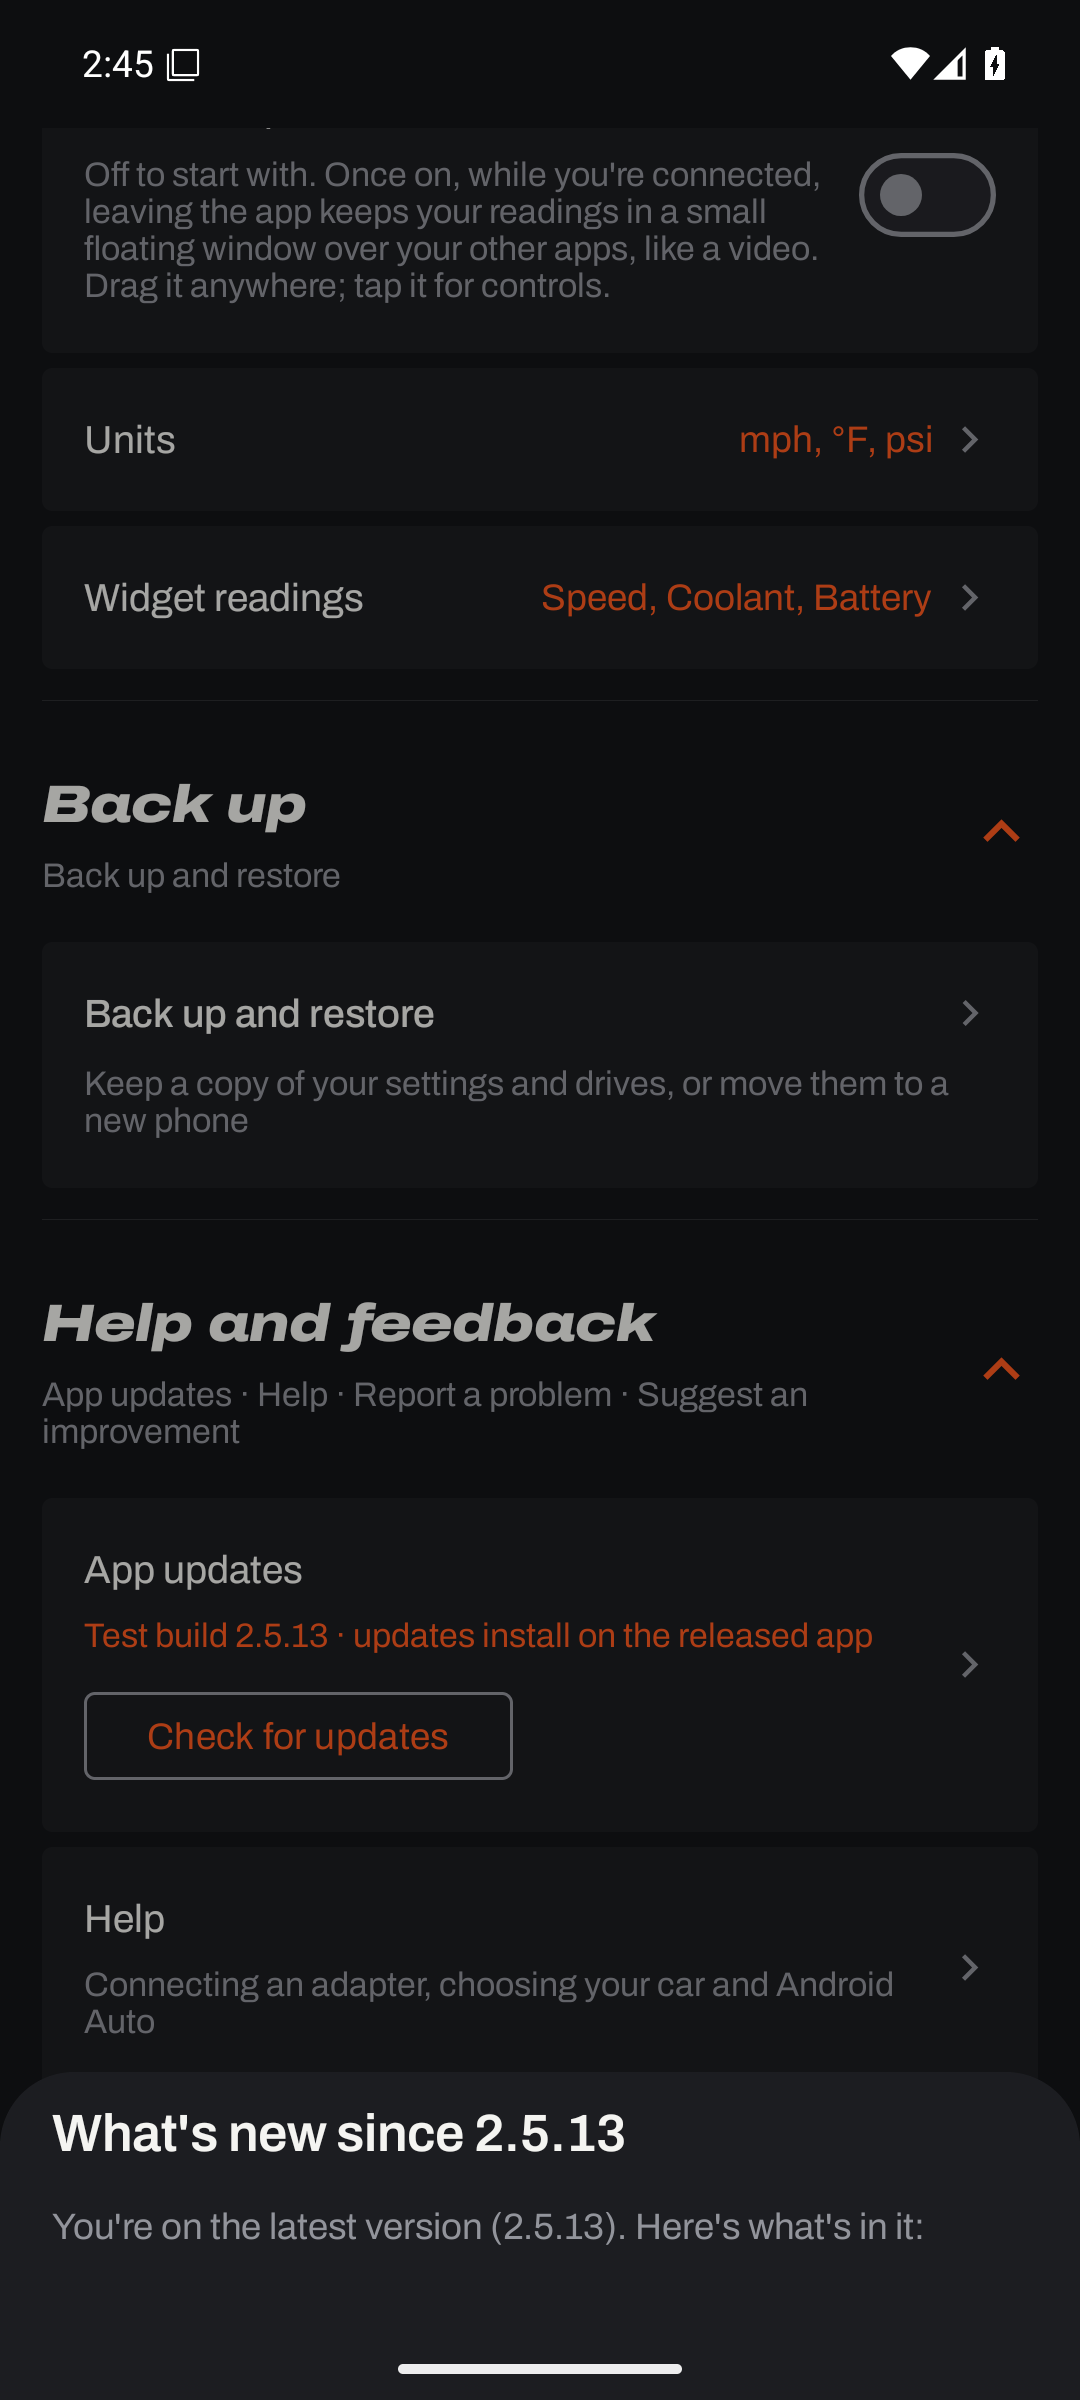 2:45
Off to start with. Once on, while you're connected,
leaving the app keeps your readings in a small
floating window over your other apps, like a video.
Drag it anywhere; tap it for controls.
Units
mph, °F, psi
Widget readings
Speed, Coolant, Battery
Back up
Back up and restore
Back up and restore
Keep a copy of your settings and drives, or move them to a
new phone
Help and feedback
App updates · Help · Report a problem · Suggest an
improvement
App updates
Test build 2.5.13 · updates install on the released app
Check for updates
Help
Connecting an adapter, choosing your car and Android
Auto
What's new since 2.5.13
You're on the latest version (2.5.13). Here's what's in it: